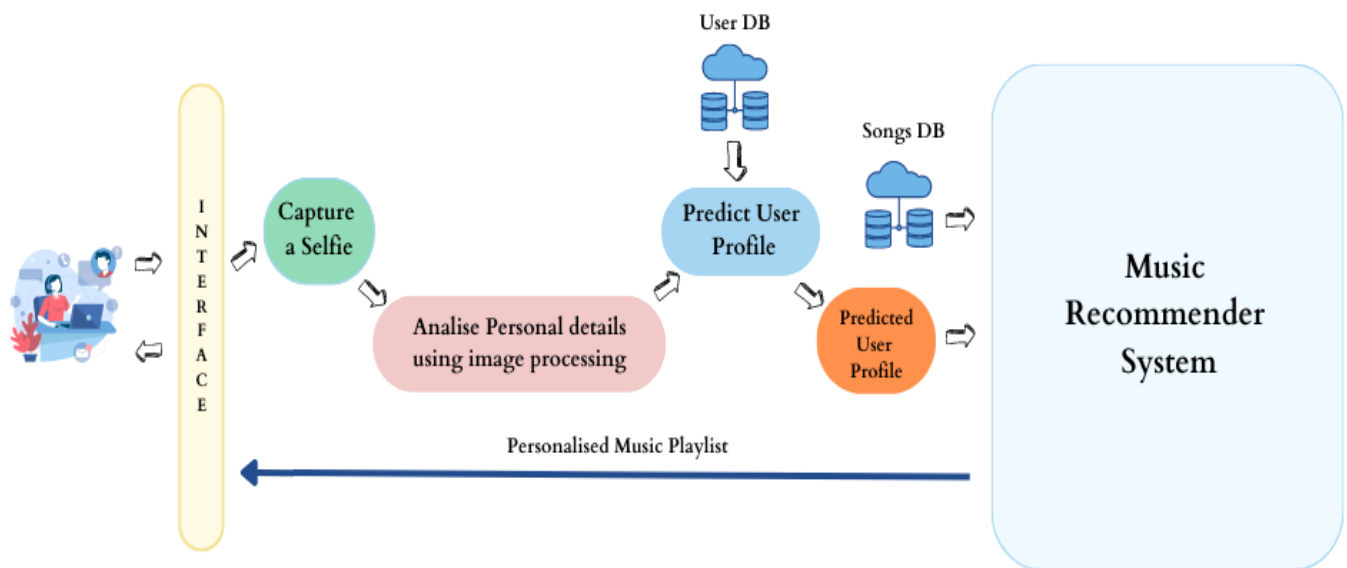 User DB
Songs DB
INTERFACE
Capture
a Selfie
Predict User
Profile
Analise Personal details
using image processing
Predicted
User
Profile
Music
Recommender
System
Personalised Music Playlist